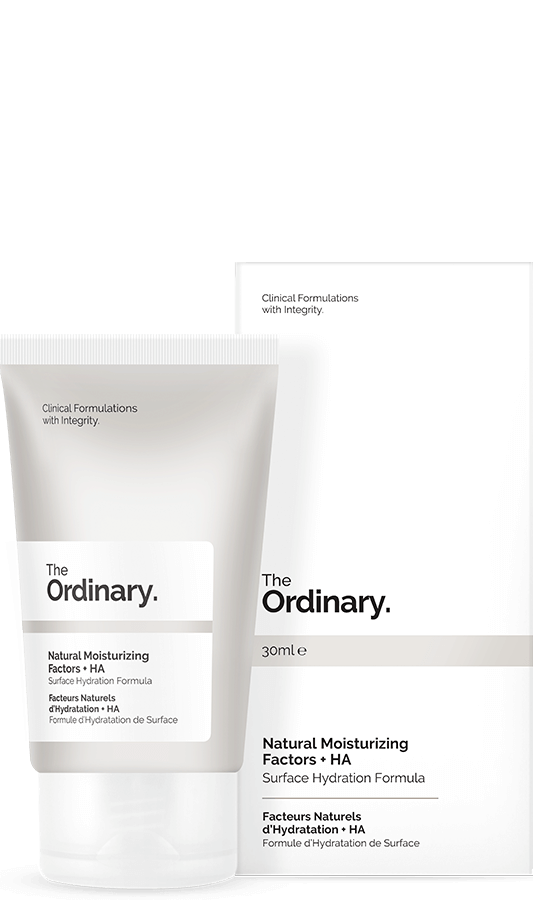 Clinical Formulations
with Integrity.
The
Ordinary.
Natural Moisturizing
Factors + HA
Surface Hydration Formula
Facteurs Naturels
d'Hydratation + HA
Formule d'Hydratation de Surface
Clinical Formulations
with Integrity.
The
Ordinary.
30ml ℮
Natural Moisturizing
Factors + HA
Surface Hydration Formula
Facteurs Naturels
d'Hydratation + HA
Formule d'Hydratation de Surface